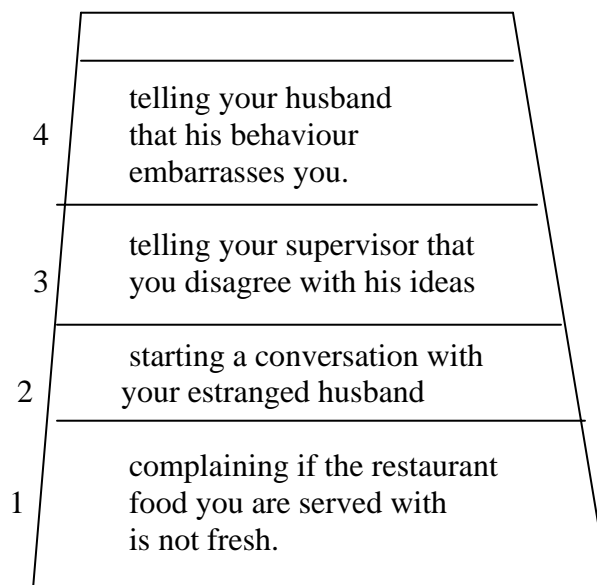 telling your husband
4 that his behaviour
embarrasses you.
telling your supervisor that
3 you disagree with his ideas
starting a conversation with
2 your estranged husband
complaining if the restaurant
1 food you are served with
is not fresh.